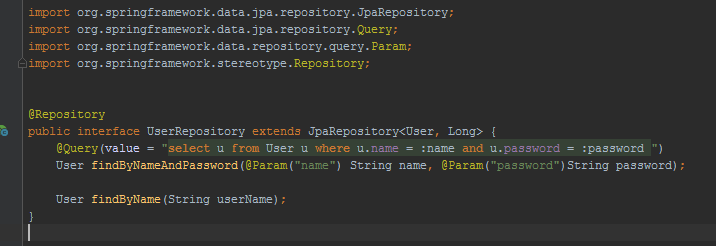 import org.springframework.data.jpa.repository.JpaRepository;
import org.springframework.data.jpa.repository.Query;
import org.springframework.data.repository.query.Param;
import org.springframework.stereotype.Repository;
@Repository
public interface UserRepository extends JpaRepository<User, Long> {
@Query(value = "select u from User u where u.name = :name and u.password = :password ")
User findByNameAndPassword(@Param("name") String name, @Param("password")String password);
User findByName(String userName);
}